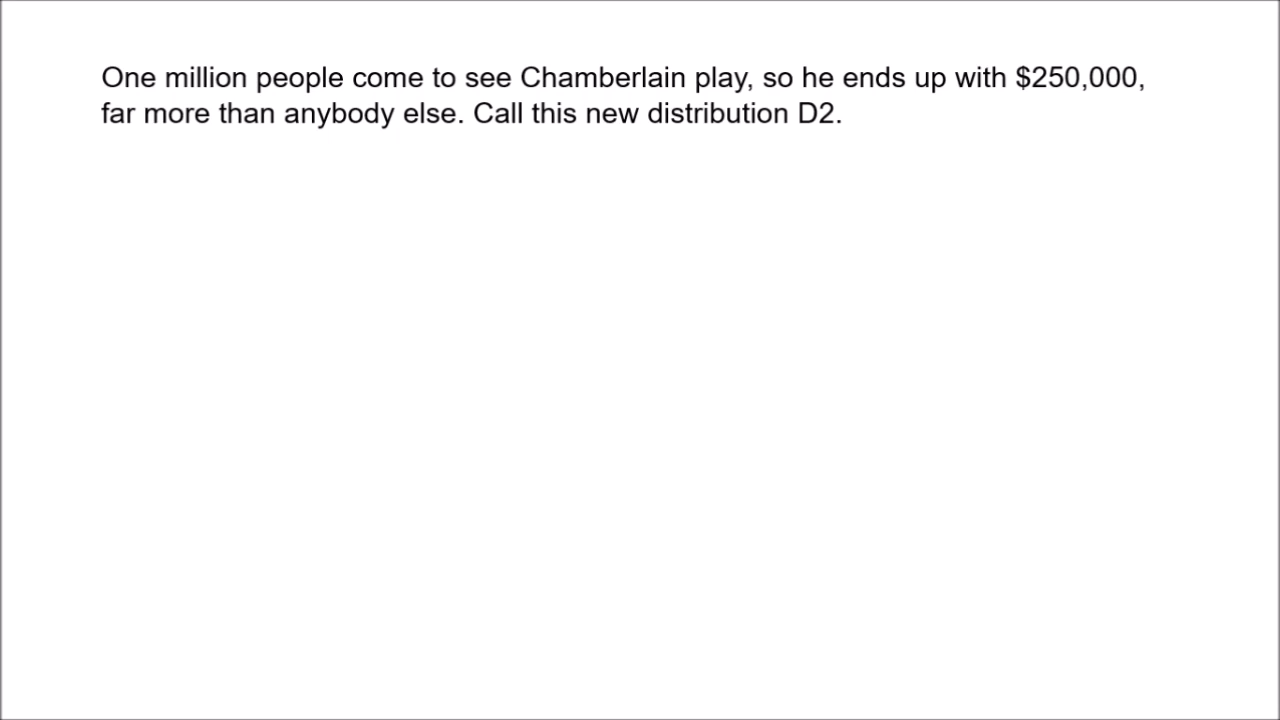 One million people come to see Chamberlain play, so he ends up with $250,000,
far more than anybody else. Call this new distribution D2.